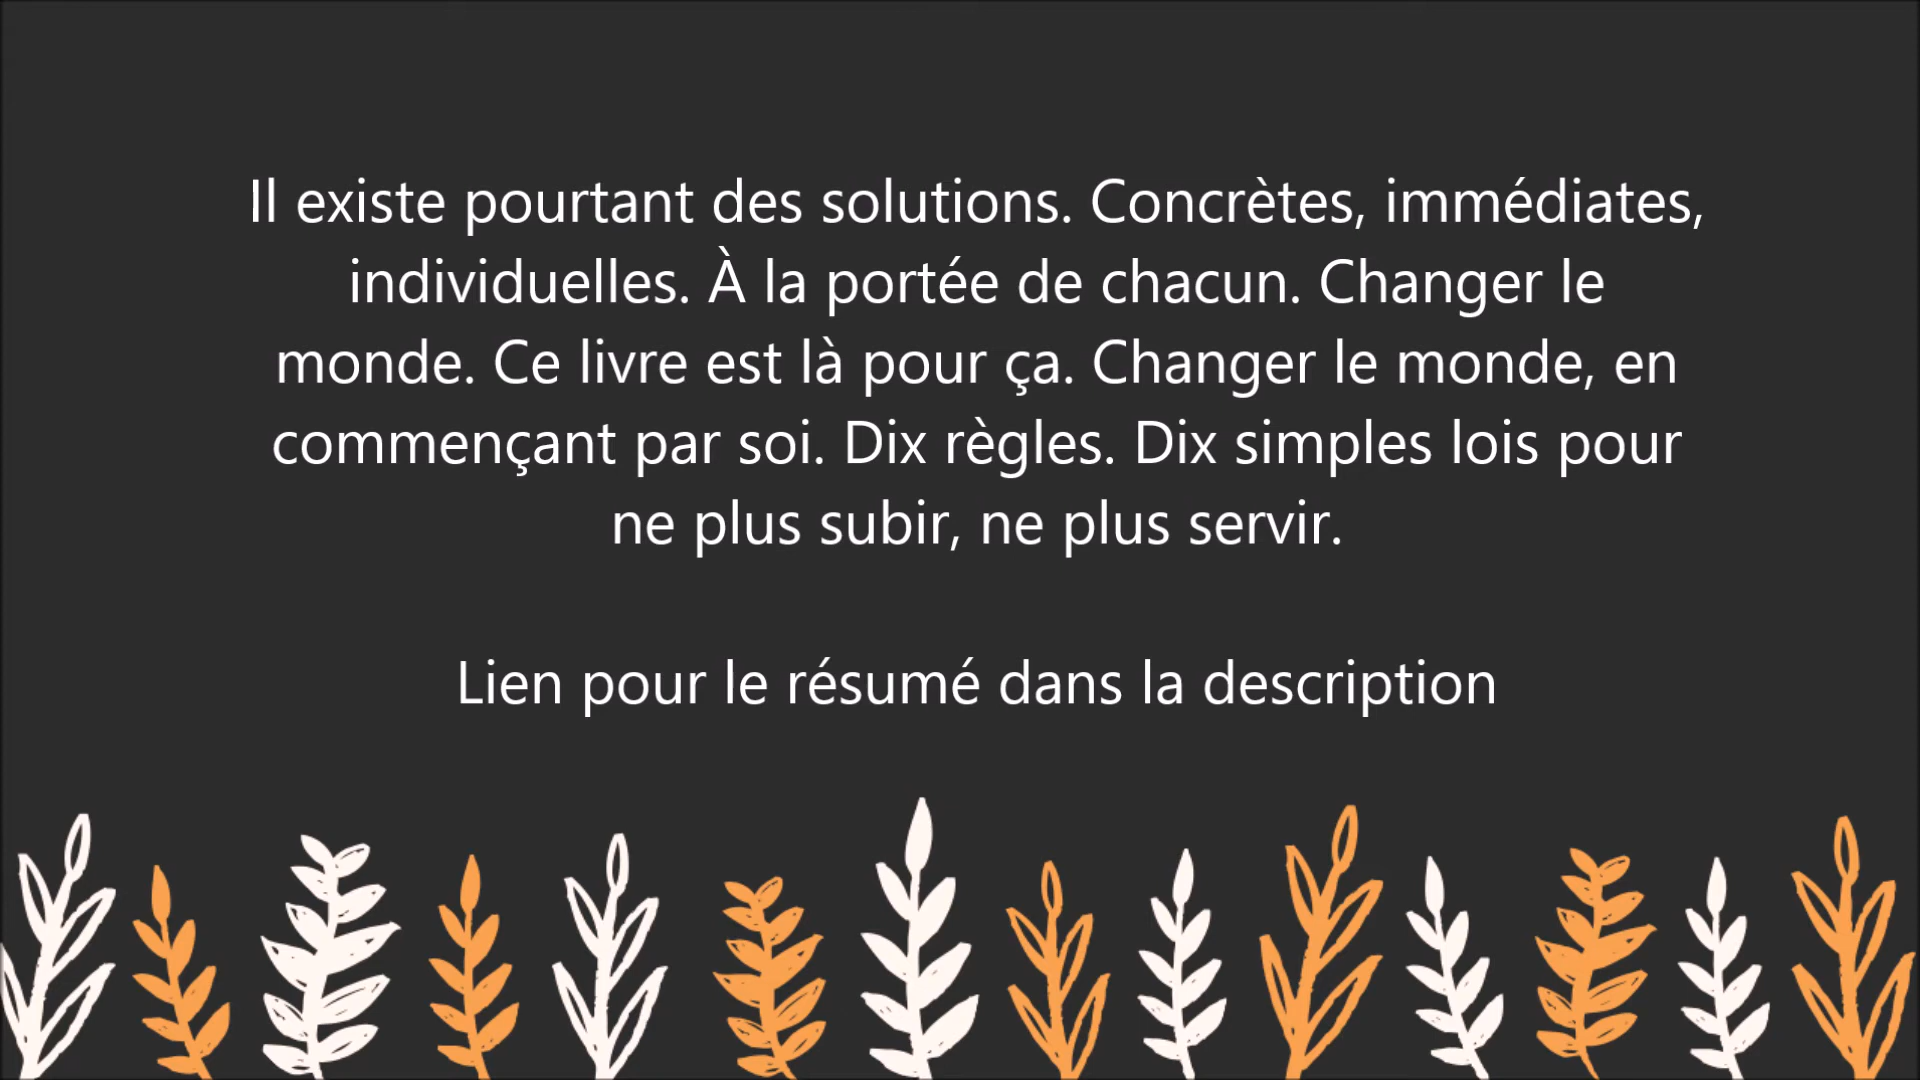 Il existe pourtant des solutions. Concrètes, immédiates,
individuelles. À la portée de chacun. Changer le
monde. Ce livre est là pour ça. Changer le monde, en
commençant par soi. Dix règles. Dix simples lois pour
ne plus subir, ne plus servir.
Lien pour le résumé dans la description